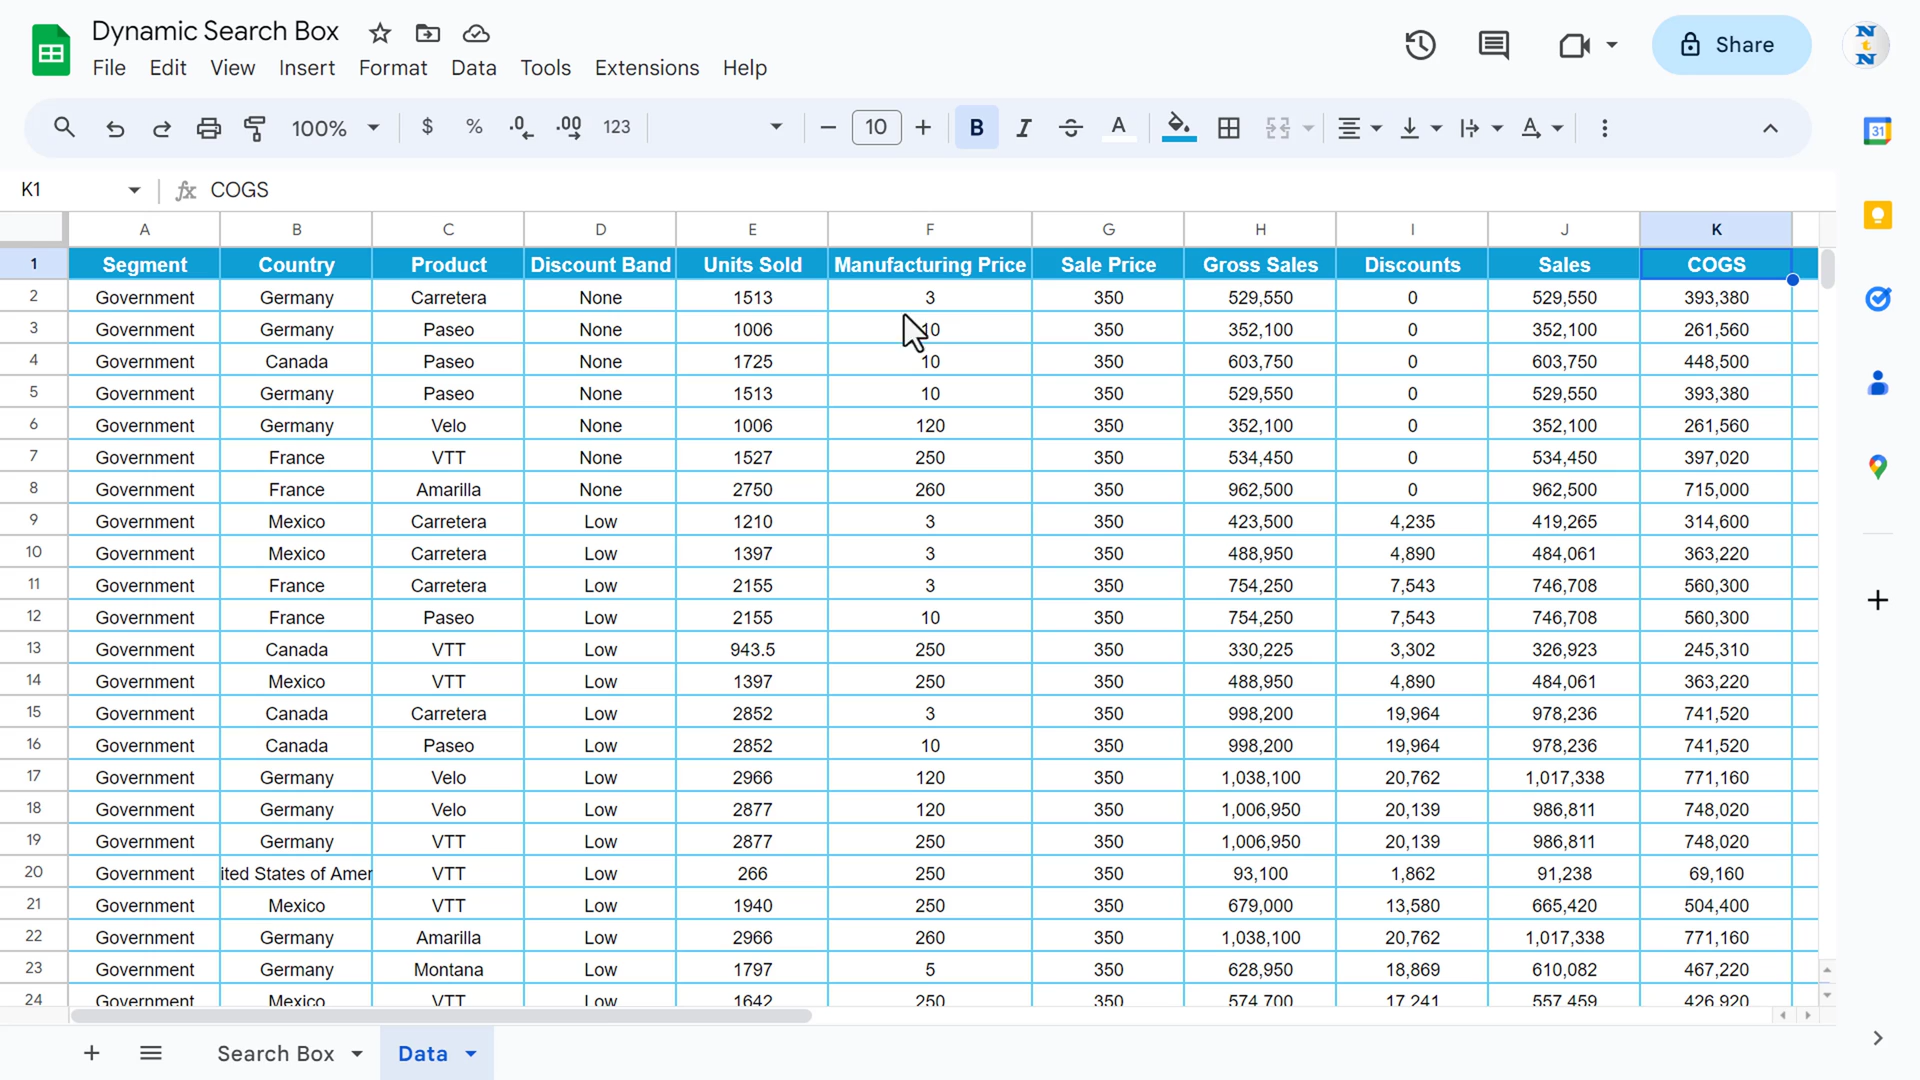 Dynamic Search Box
File Edit View Insert Format Data Tools Extensions Help
Share
N
t
N
100% $ % .0 .00 123 10 B I A A
31
K1 fx COGS
A B C D E F G H I J K
1 Segment Country Product Discount Band Units Sold Manufacturing Price Sale Price Gross Sales Discounts Sales COGS
2 Government Germany Carretera None 1513 3 350 529,550 0 529,550 393,380
3 Government Germany Paseo None 1006 10 350 352,100 0 352,100 261,560
4 Government Canada Paseo None 1725 10 350 603,750 0 603,750 448,500
5 Government Germany Paseo None 1513 10 350 529,550 0 529,550 393,380
6 Government Germany Velo None 1006 120 350 352,100 0 352,100 261,560
7 Government France VTT None 1527 250 350 534,450 0 534,450 397,020
8 Government France Amarilla None 2750 260 350 962,500 0 962,500 715,000
9 Government Mexico Carretera Low 1210 3 350 423,500 4,235 419,265 314,600
10 Government Mexico Carretera Low 1397 3 350 488,950 4,890 484,061 363,220
11 Government France Carretera Low 2155 3 350 754,250 7,543 746,708 560,300
12 Government France Paseo Low 2155 10 350 754,250 7,543 746,708 560,300
13 Government Canada VTT Low 943.5 250 350 330,225 3,302 326,923 245,310
14 Government Mexico VTT Low 1397 250 350 488,950 4,890 484,061 363,220
15 Government Canada Carretera Low 2852 3 350 998,200 19,964 978,236 741,520
16 Government Canada Paseo Low 2852 10 350 998,200 19,964 978,236 741,520
17 Government Germany Velo Low 2966 120 350 1,038,100 20,762 1,017,338 771,160
18 Government Germany Velo Low 2877 120 350 1,006,950 20,139 986,811 748,020
19 Government Germany VTT Low 2877 250 350 1,006,950 20,139 986,811 748,020
20 Government ited States of Amer VTT Low 266 250 350 93,100 1,862 91,238 69,160
21 Government Mexico VTT Low 1940 250 350 679,000 13,580 665,420 504,400
22 Government Germany Amarilla Low 2966 260 350 1,038,100 20,762 1,017,338 771,160
23 Government Germany Montana Low 1797 5 350 628,950 18,869 610,082 467,220
24 Government Mexico VTT Low 1642 250 350 574,700 17,241 557,459 426,920
Search Box Data